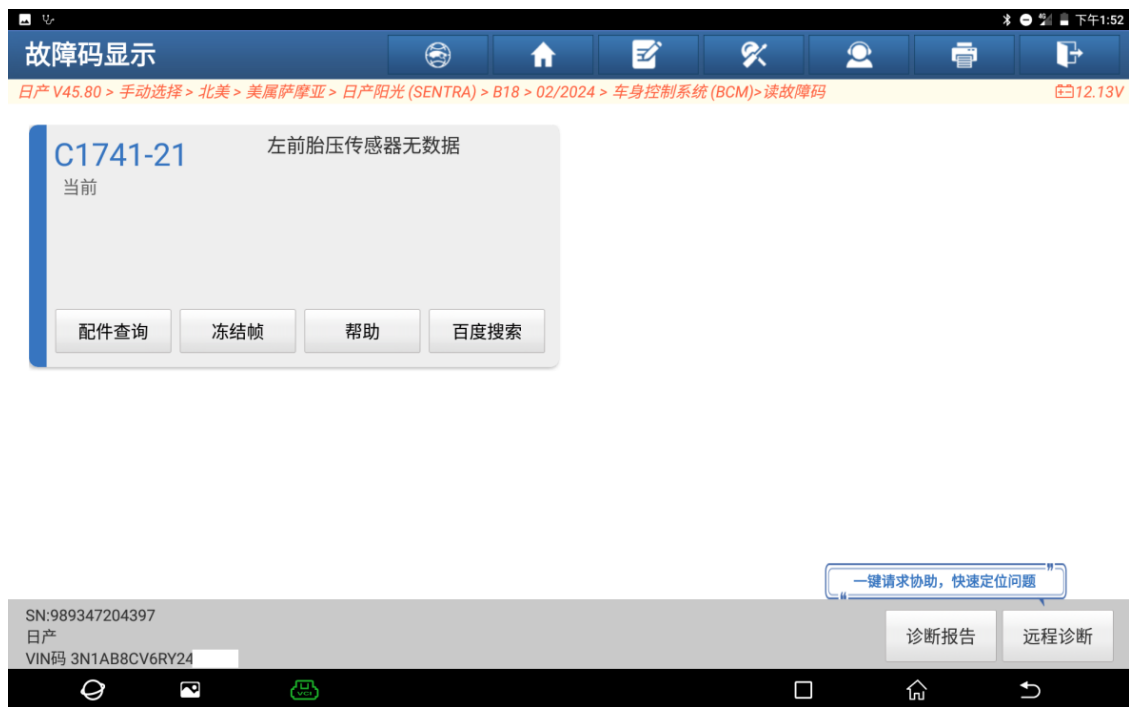 下午1:52
故障码显示
日产 V45.80 > 手动选择 > 北美 > 美属萨摩亚 > 日产阳光 (SENTRA) > B18 > 02/2024 > 车身控制系统 (BCM)>读故障码
12.13V
C1741-21
左前胎压传感器无数据
当前
配件查询
冻结帧
帮助
百度搜索
一键请求协助，快速定位问题
SN:989347204397
日产
VIN码 3N1AB8CV6RY24
诊断报告
远程诊断
VCI